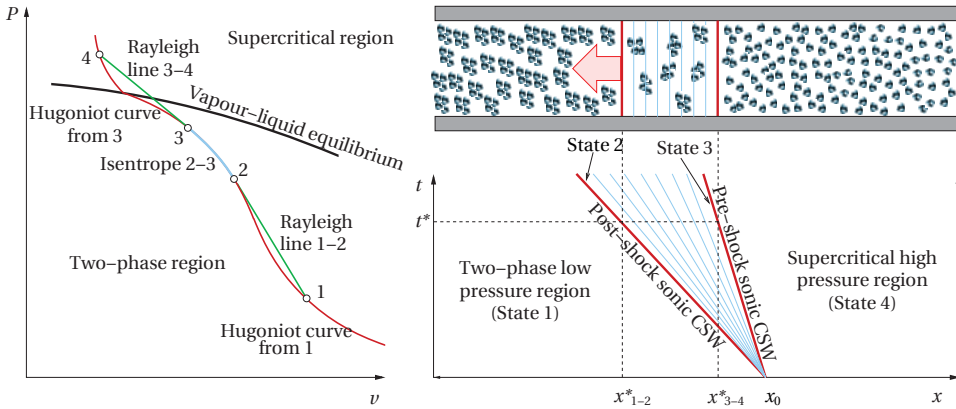 P
Rayleigh
line 3–4
Supercritical region
4
Vapour–liquid equilibrium
Hugoniot curve
from 3
3
Isentrope 2–3
2
Rayleigh
line 1–2
Two–phase region
1
Hugoniot curve
from 1
v
State 2
State 3
t
t*
Post–shock sonic CSW
Pre–shock sonic CSW
Two–phase low
pressure region
(State 1)
Supercritical high
pressure region
(State 4)
x*1–2
x*3–4
x0
x